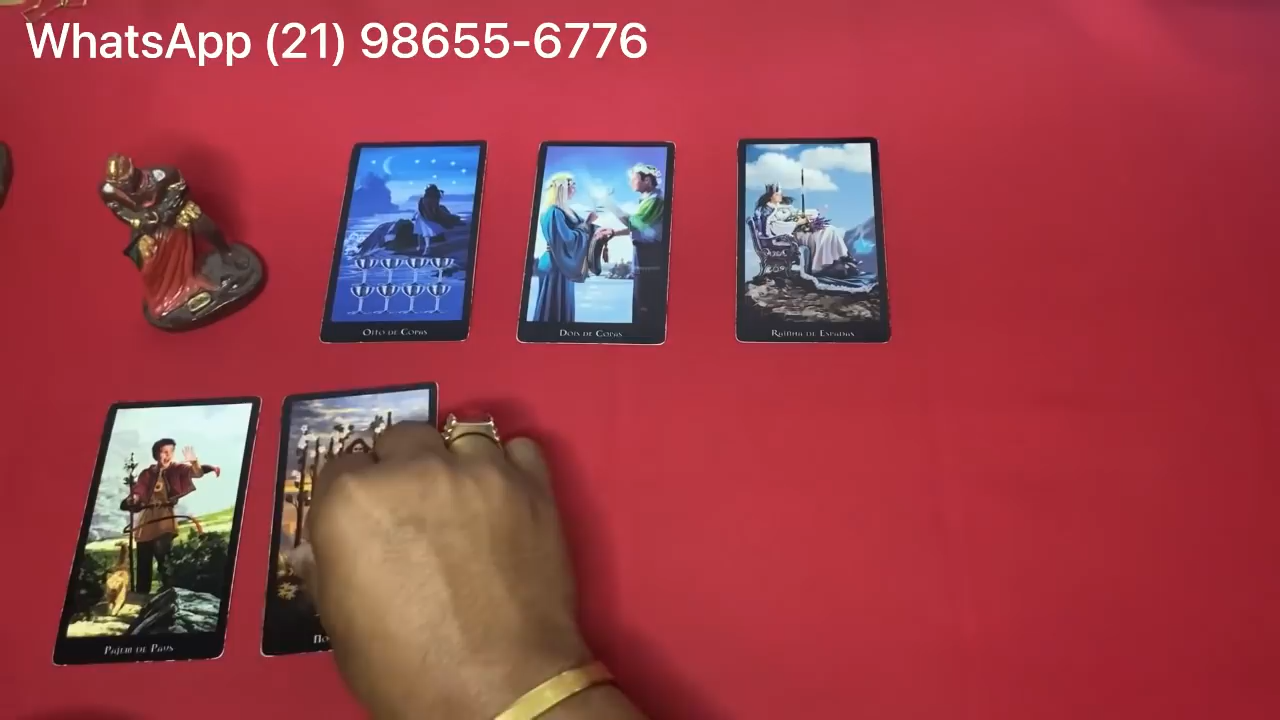 WhatsApp (21) 98655-6776
Oito de Copas
Dois de Copas
Rainha de Espadas
Pajem de Paus